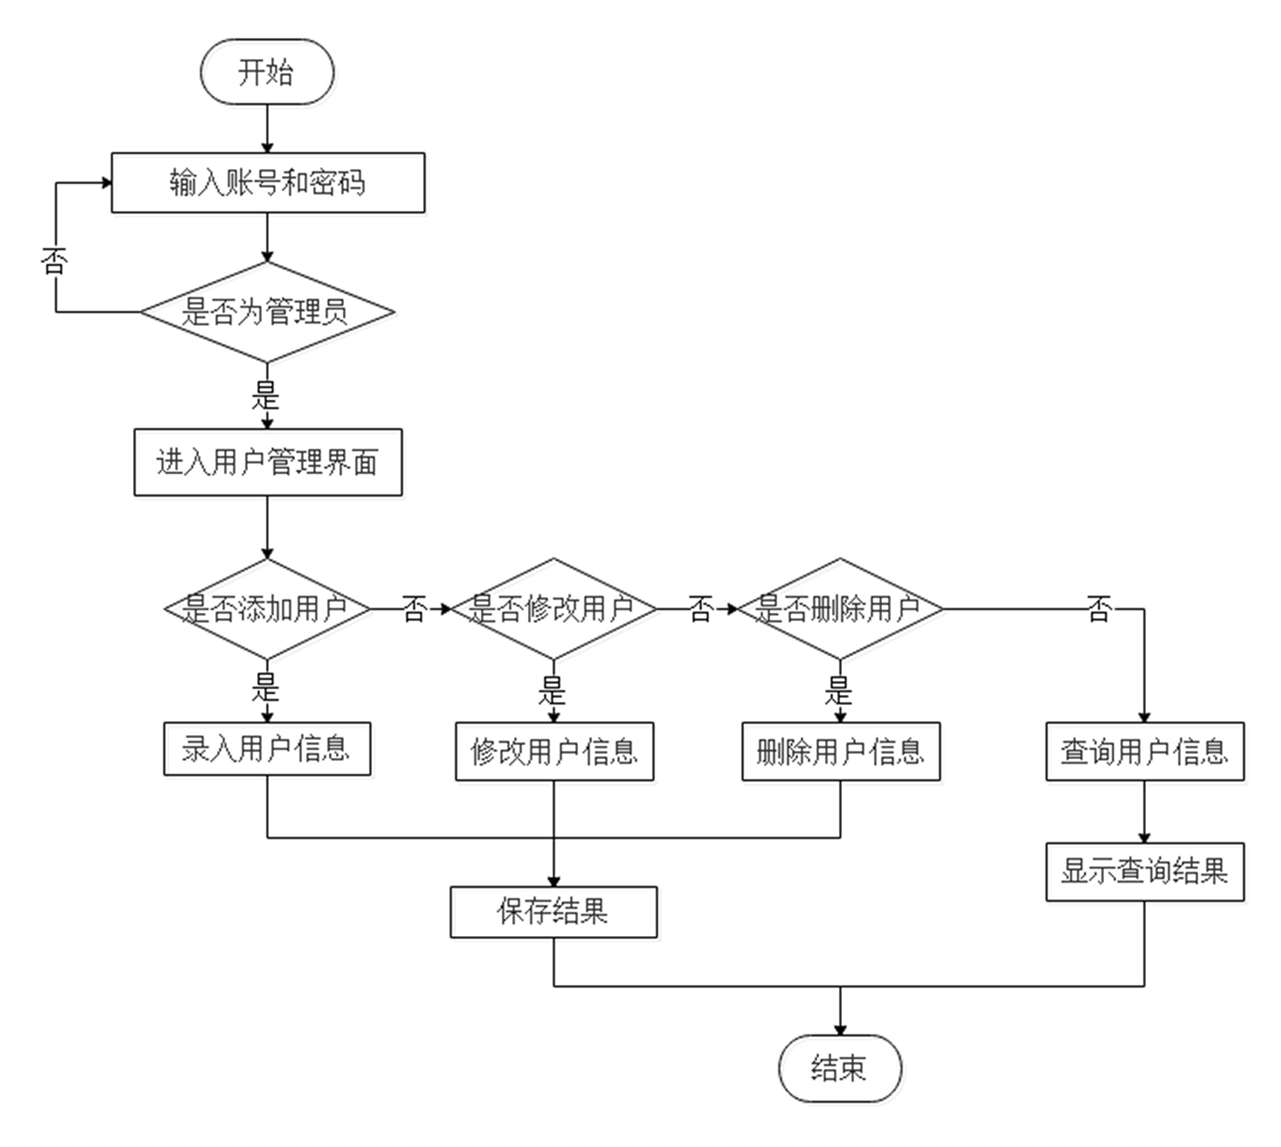 开始
输入账号和密码
否
是否为管理员
是
进入用户管理界面
是否添加用户
否
是否修改用户
否
是否删除用户
否
是
是
是
录入用户信息
修改用户信息
删除用户信息
查询用户信息
显示查询结果
保存结果
结束